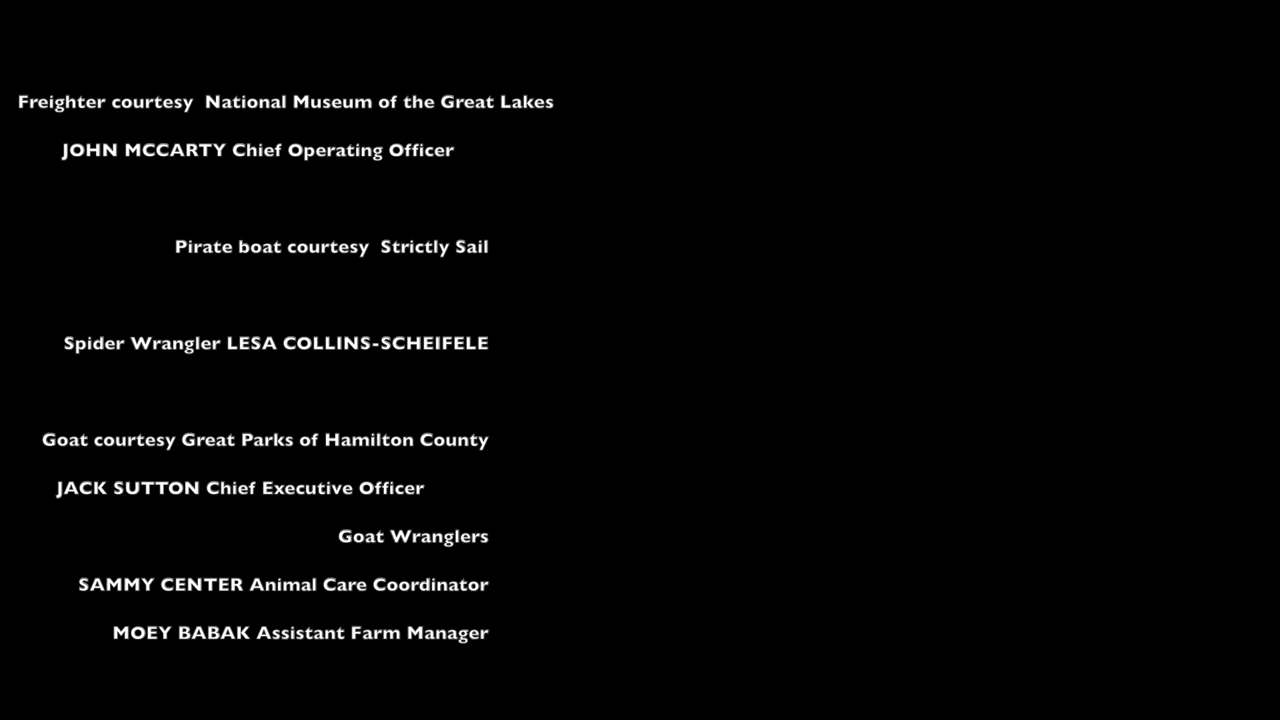 Freighter courtesy  National Museum of the Great Lakes
JOHN MCCARTY Chief Operating Officer
Pirate boat courtesy  Strictly Sail
Spider Wrangler LESA COLLINS-SCHEIFELE
Goat courtesy Great Parks of Hamilton County
JACK SUTTON Chief Executive Officer
Goat Wranglers
SAMMY CENTER Animal Care Coordinator
MOEY BABAK Assistant Farm Manager